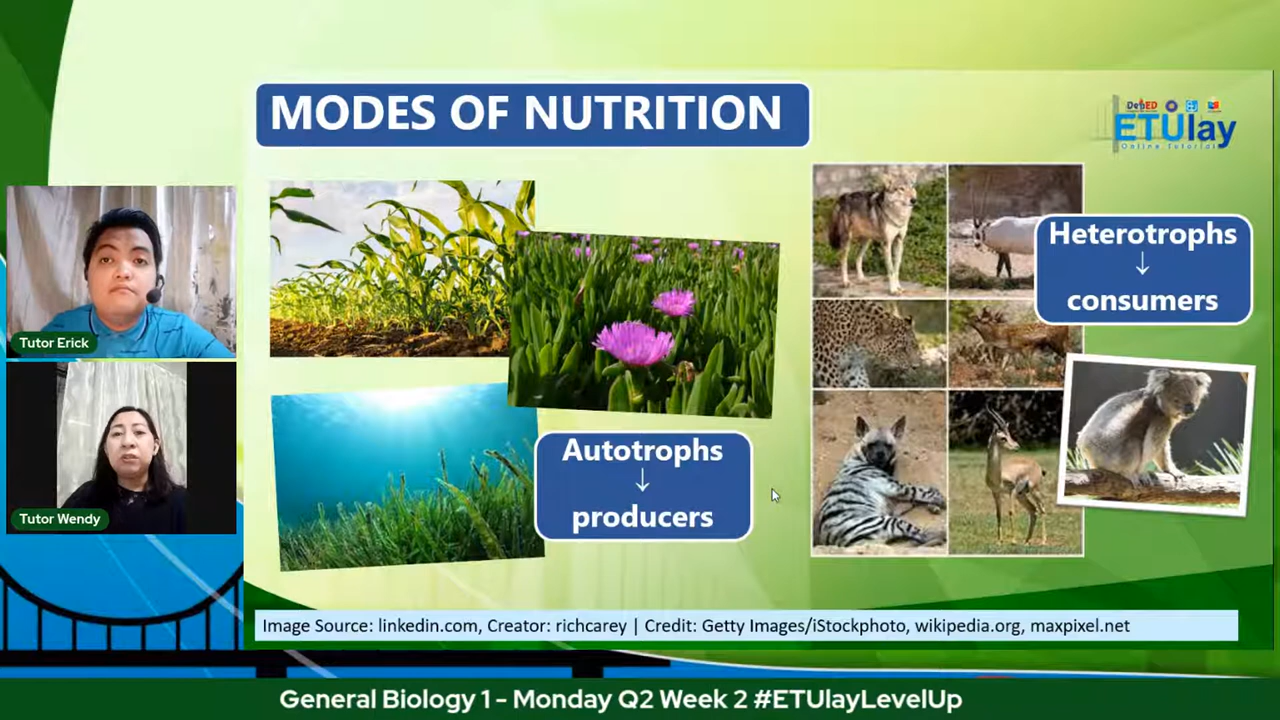 MODES OF NUTRITION
DepED
ETUlay
Online Tutorial
Heterotrophs
↓
consumers
Tutor Erick
Autotrophs
↓
producers
Tutor Wendy
Image Source: linkedin.com, Creator: richcarey | Credit: Getty Images/iStockphoto, wikipedia.org, maxpixel.net
General Biology 1 - Monday Q2 Week 2 #ETUlayLevelUp